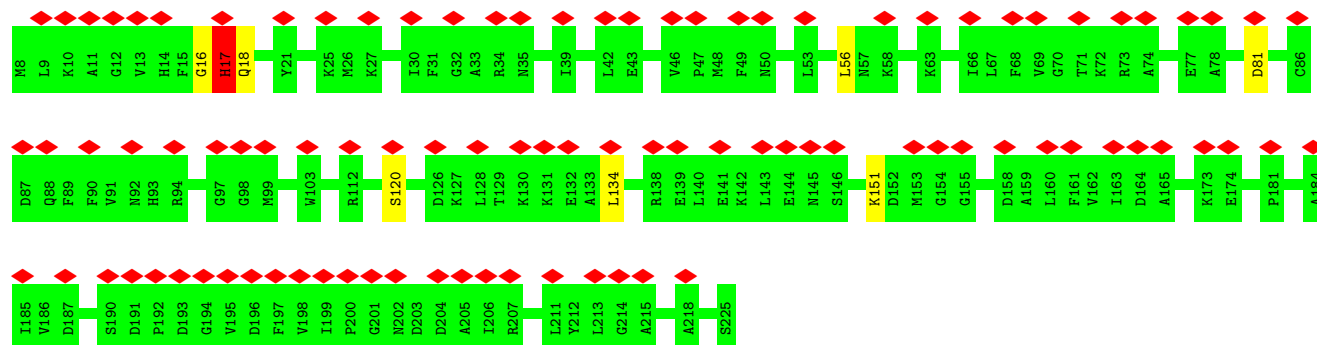 M8 L9 K10 A11 G12 V13 H14 F15 G16 H17 Q18 Y21 K25 M26 K27 I30 F31 G32 A33 R34 N35 I39 L42 E43 V46 P47 M48 F49 N50 L53 L56 N57 K58 K63 I66 L67 F68 V69 G70 T71 K72 R73 A74 E77 A78 D81 C86
D87 Q88 F89 F90 V91 N92 H93 R94 G97 G98 M99 W103 R112 S120 D126 K127 L128 T129 K130 K131 E132 A133 L134 R138 E139 L140 E141 K142 L143 E144 N145 S146 K151 D152 M153 G154 G155 D158 A159 L160 F161 V162 I163 D164 A165 K173 E174 P181 A184
I185 V186 D187 S190 D191 P192 D193 G194 V195 D196 F197 V198 I199 P200 G201 N202 D203 D204 A205 I206 R207 L211 Y212 L213 G214 A215 A218 S225